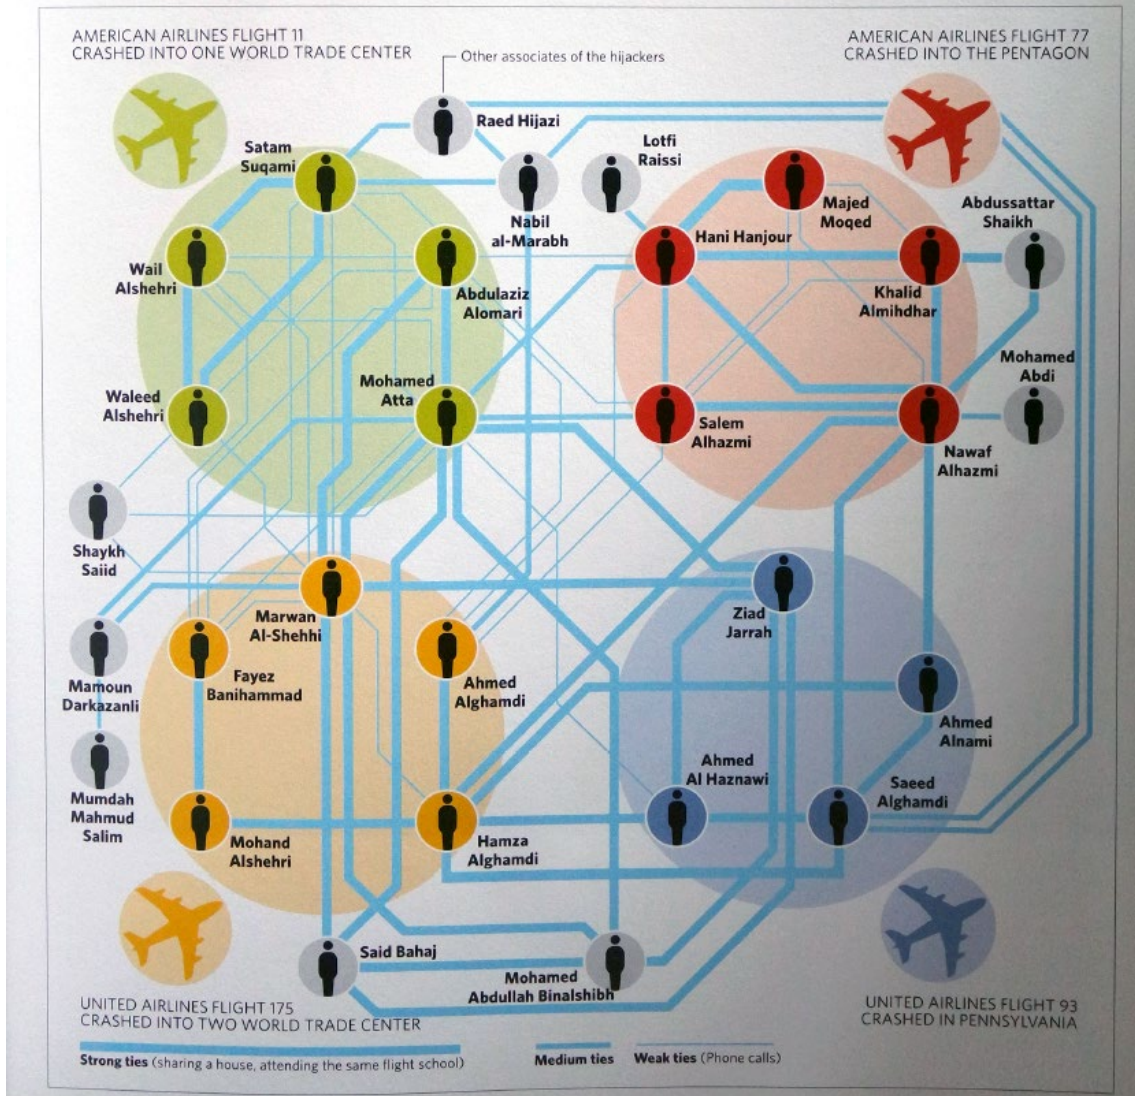 AMERICAN AIRLINES FLIGHT 11
CRASHED INTO ONE WORLD TRADE CENTER
AMERICAN AIRLINES FLIGHT 77
CRASHED INTO THE PENTAGON
Other associates of the hijackers
Raed Hijazi
Satam
Suqami
Lotfi
Raissi
Nabil
al-Marabh
Majed
Moqed
Abdussattar
Shaikh
Hani Hanjour
Wail
Alshehri
Abdulaziz
Alomari
Khalid
Almihdhar
Mohamed
Abdi
Mohamed
Atta
Waleed
Alshehri
Salem
Alhazmi
Nawaf
Alhazmi
Shaykh
Saiid
Marwan
Al-Shehhi
Ziad
Jarrah
Fayez
Banihammad
Ahmed
Alghamdi
Mamoun
Darkazanli
Ahmed
Alnami
Ahmed
Al Haznawi
Saeed
Alghamdi
Mumdah
Mahmud
Salim
Mohand
Alshehri
Hamza
Alghamdi
Said Bahaj
Mohamed
Abdullah Binalshibh
UNITED AIRLINES FLIGHT 175
CRASHED INTO TWO WORLD TRADE CENTER
UNITED AIRLINES FLIGHT 93
CRASHED IN PENNSYLVANIA
Strong ties (sharing a house, attending the same flight school)
Medium ties
Weak ties (Phone calls)